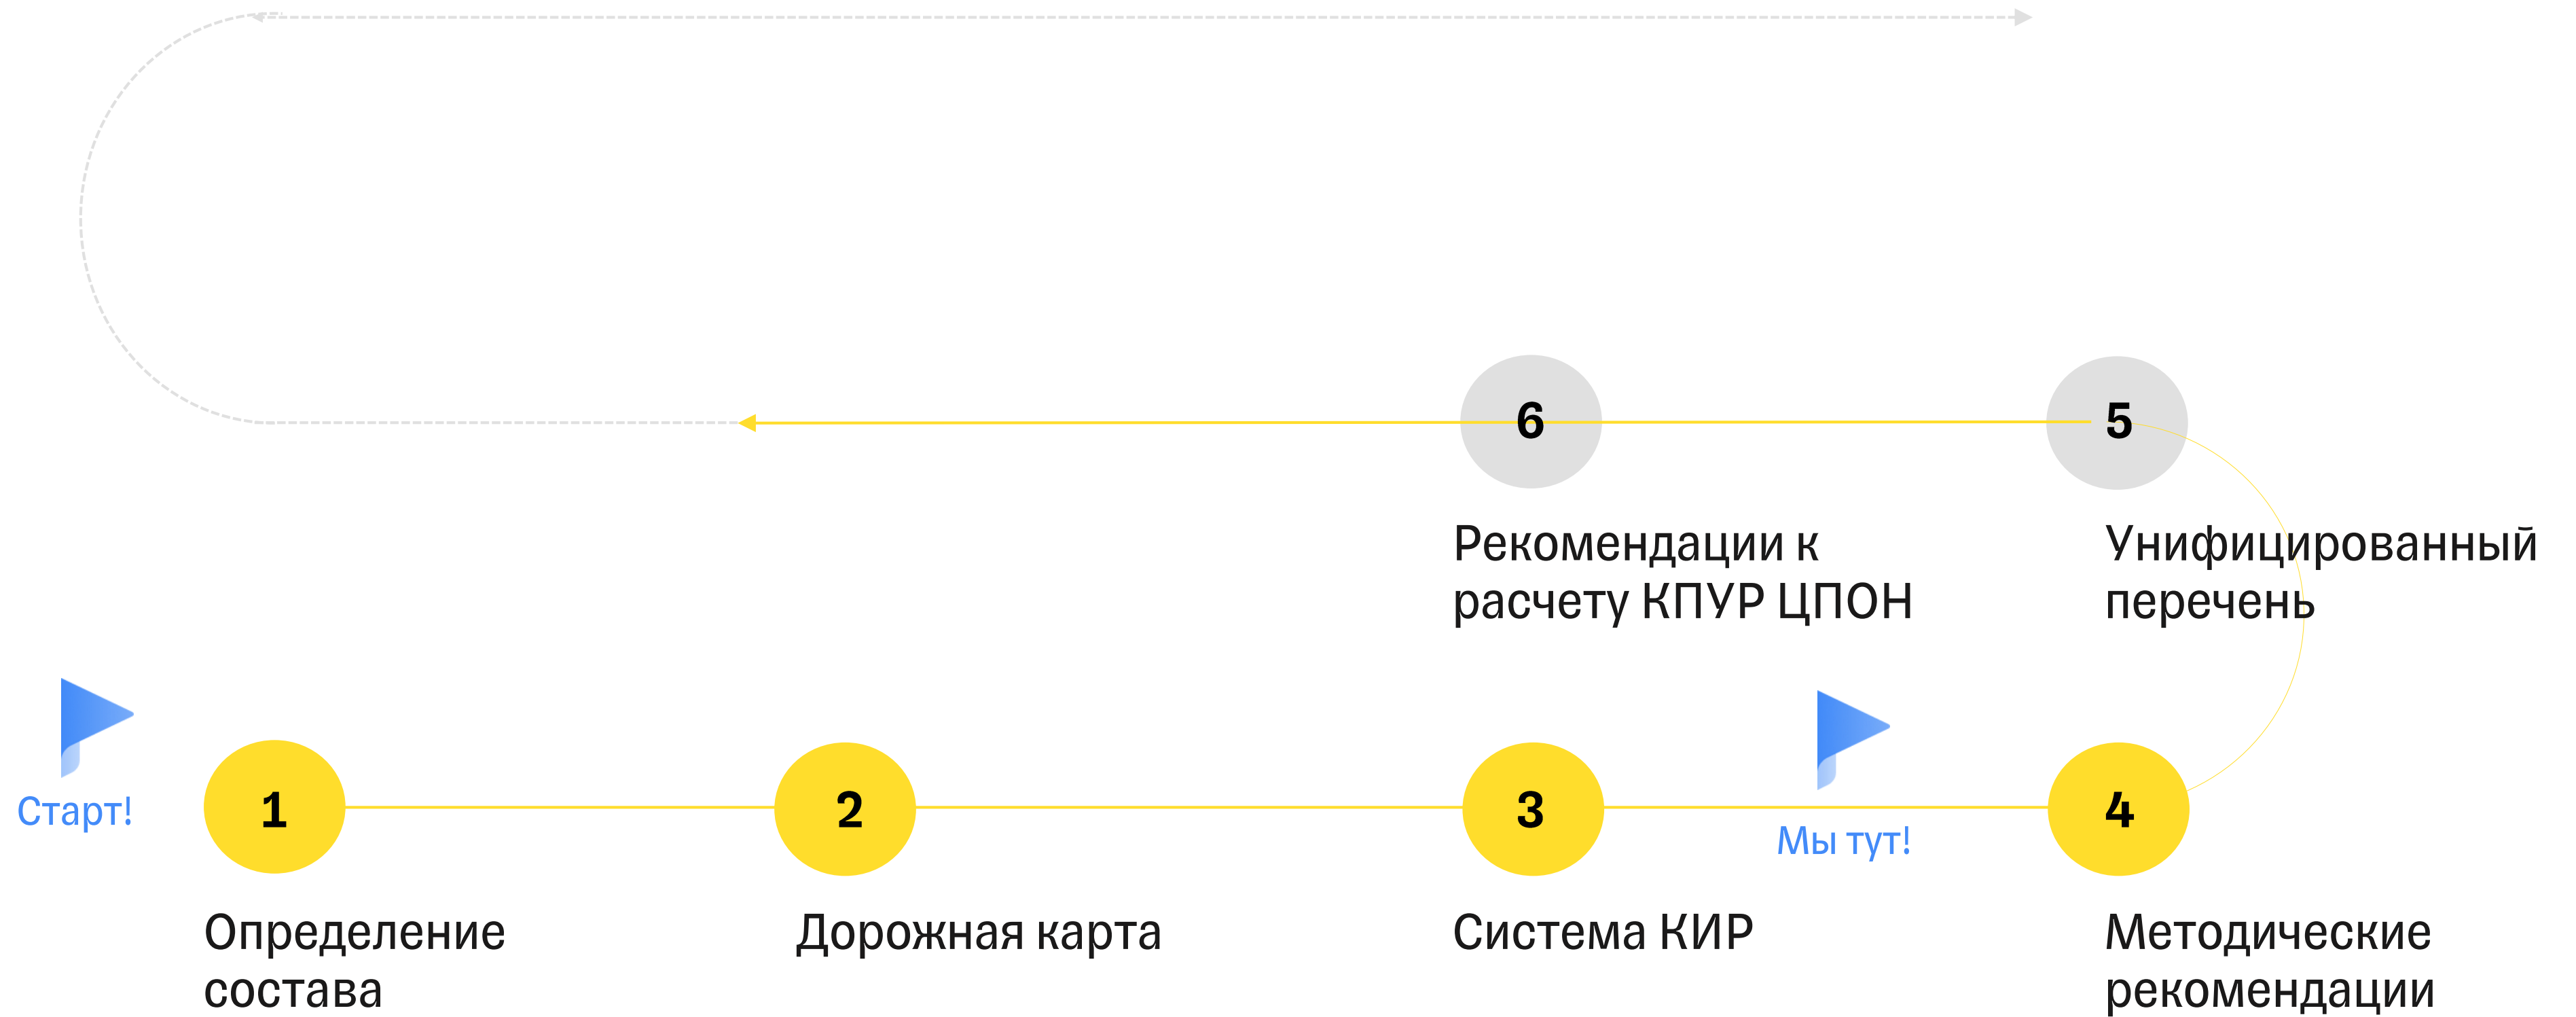 6
5
Рекомендации к
расчету КПУР ЦПОН
Унифицированный
перечень
Старт!
1
2
3
Мы тут!
4
Определение
состава
Дорожная карта
Система КИР
Методические
рекомендации